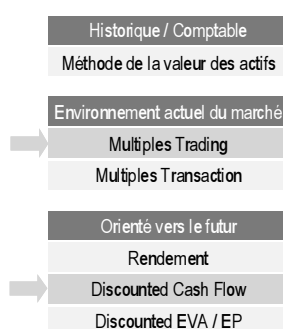 Historique / Comptable
Méthode de la valeur des actifs
Environnement actuel du marché
Multiples Trading
Multiples Transaction
Orienté vers le futur
Rendement
Discounted Cash Flow
Discounted EVA / EP